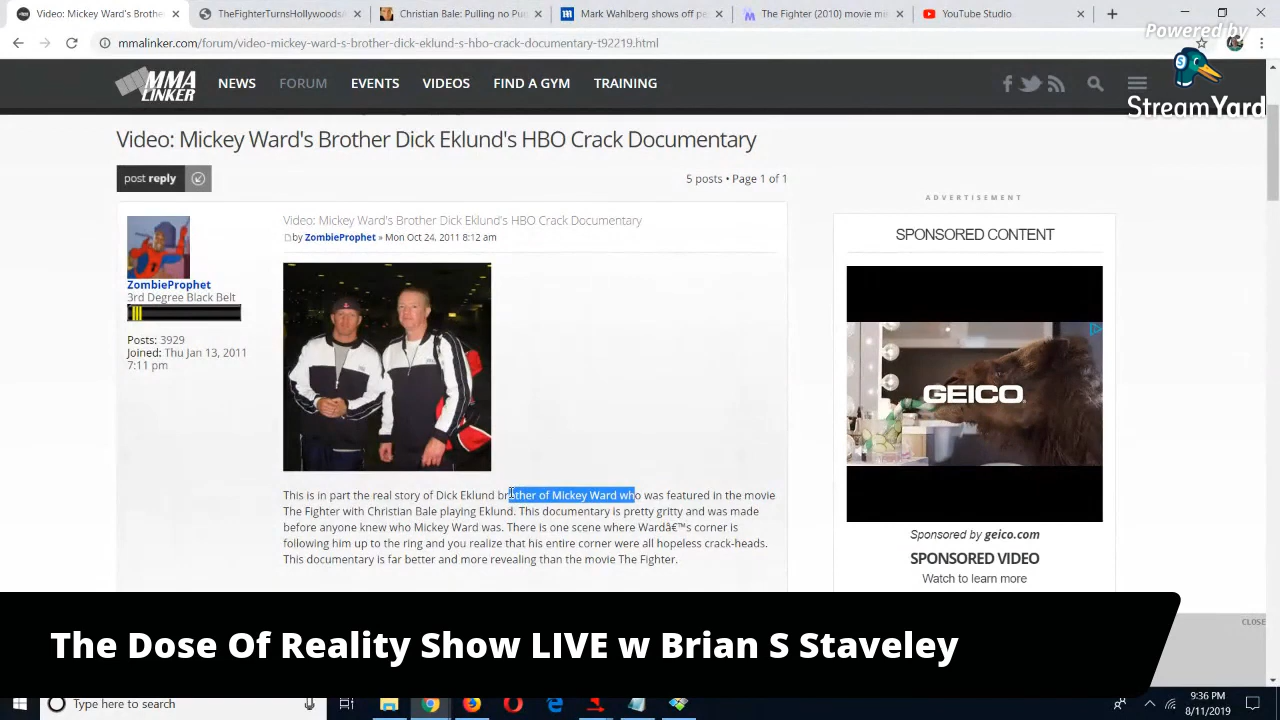 Video: Mickey Ward's Brother D
TheFighterTurnsHollywoods
Christian Bale: Pulling no Pu
Mark Wahlberg shows off p
The Fighter (2010) movie mi
YouTube Studio
mmalinker.com/forum/video-mickey-ward-s-brother-dick-eklund-s-hbo-crack-documentary-t92219.html
Powered by
StreamYard
MMA LINKER
NEWS FORUM EVENTS VIDEOS FIND A GYM TRAINING
Video: Mickey Ward's Brother Dick Eklund's HBO Crack Documentary
post reply
5 posts • Page 1 of 1
ZombieProphet
3rd Degree Black Belt
Posts: 3929
Joined: Thu Jan 13, 2011
7:11 pm
Video: Mickey Ward's Brother Dick Eklund's HBO Crack Documentary
by ZombieProphet » Mon Oct 24, 2011 8:12 am
This is in part the real story of Dick Eklund brother of Mickey Ward who was featured in the movie
The Fighter with Christian Bale playing Eklund. This documentary is pretty gritty and was made
before anyone knew who Mickey Ward was. There is one scene where Wardâ€™s corner is
following him up to the ring and you realize that his entire corner were all hopeless crack-heads.
This documentary is far better and more revealing than the movie The Fighter.
ADVERTISEMENT
SPONSORED CONTENT
GEICO
Sponsored by geico.com
SPONSORED VIDEO
Watch to learn more
CLOSE
The Dose Of Reality Show LIVE w Brian S Staveley
Type here to search
9:36 PM
8/11/2019